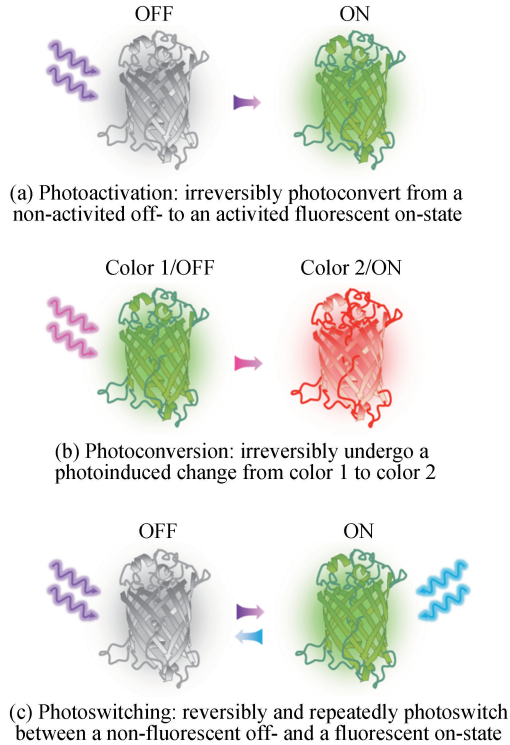 OFF ON
(a) Photoactivation: irreversibly photoconvert from a
non-activited off- to an activited fluorescent on-state
Color 1/OFF Color 2/ON
(b) Photoconversion: irreversibly undergo a
photoinduced change from color 1 to color 2
OFF ON
(c) Photoswitching: reversibly and repeatedly photoswitch
between a non-fluorescent off- and a fluorescent on-state